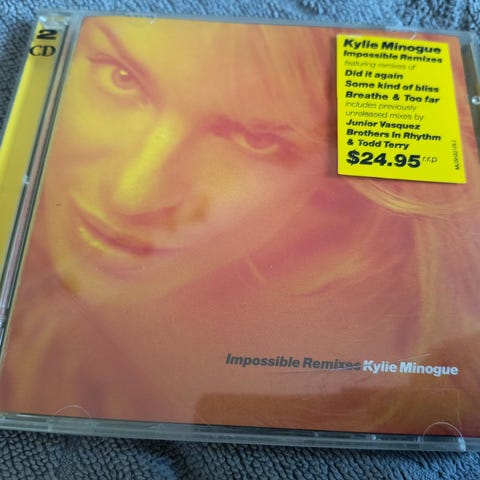 2
CD
Kylie Minogue
Impossible Remixes
featuring remixes of
Did it again
Some kind of bliss
Breathe & Too far
includes previously
unreleased mixes by
Junior Vasquez
Brothers In Rhythm
& Todd Terry
$24.95 r.r.p
Impossible Remixes Kylie Minogue